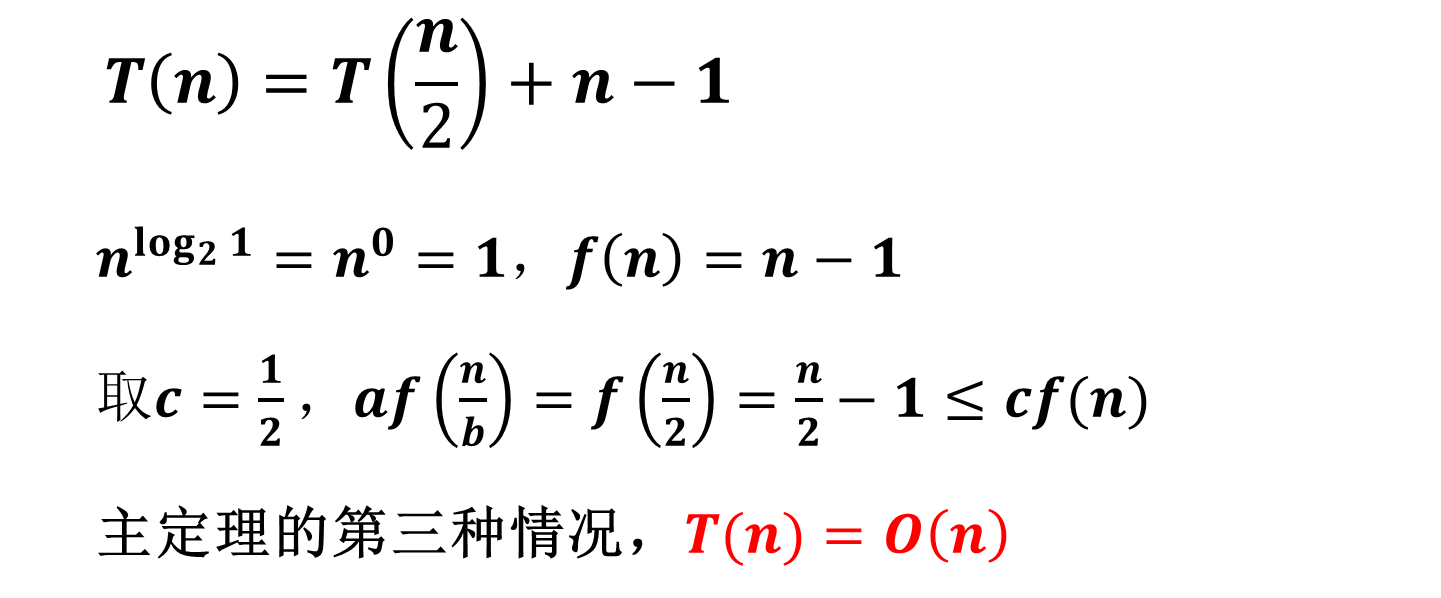 T(n) = T(n/2) + n − 1
n^{log_2 1} = n^0 = 1，f(n) = n − 1
取c = 1/2，af(n/b) = f(n/2) = n/2 − 1 ≤ cf(n)
主定理的第三种情况，T(n) = O(n)